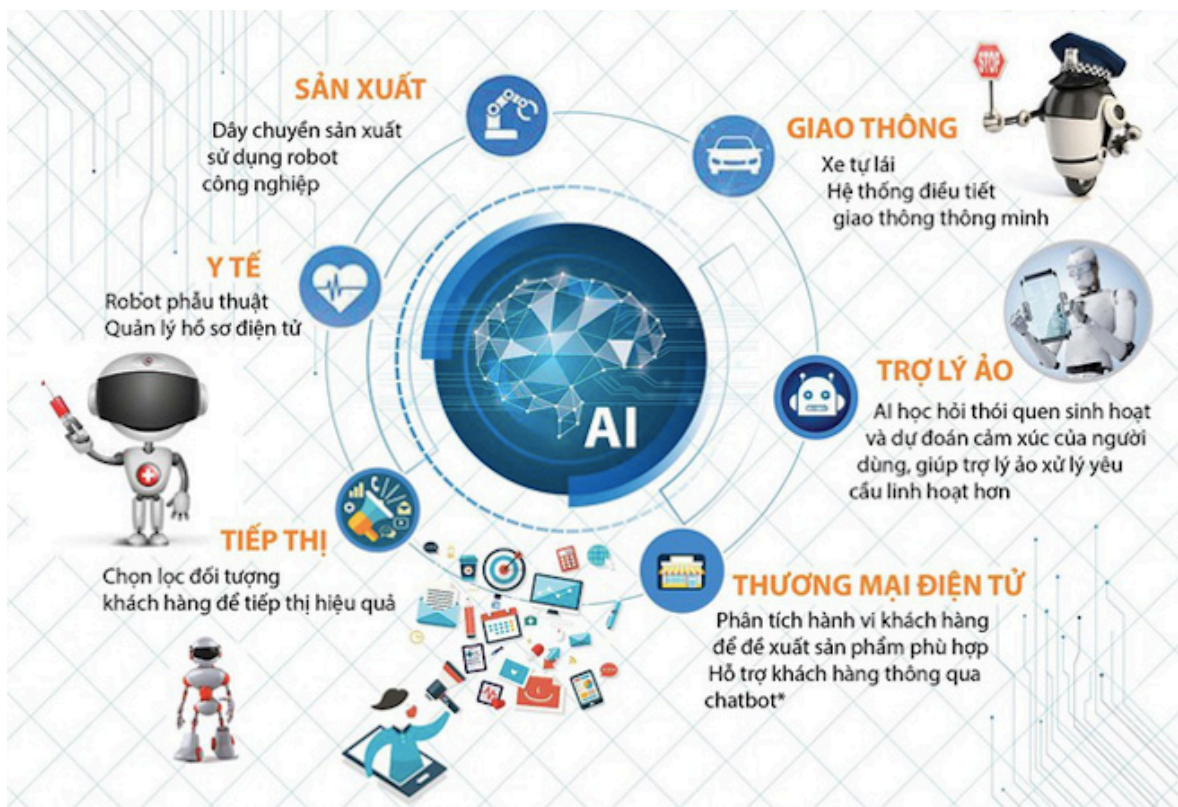 SẢN XUẤT
Dây chuyền sản xuất
sử dụng robot
công nghiệp
GIAO THÔNG
Xe tự lái
Hệ thống điều tiết
giao thông thông minh
STOP
Y TẾ
Robot phẫu thuật
Quản lý hồ sơ điện tử
AI
TRỢ LÝ ẢO
AI học hỏi thói quen sinh hoạt
và dự đoán cảm xúc của người
dùng, giúp trợ lý ảo xử lý yêu
cầu linh hoạt hơn
TIẾP THỊ
Chọn lọc đối tượng
khách hàng để tiếp thị hiệu quả
THƯƠNG MẠI ĐIỆN TỬ
Phân tích hành vi khách hàng
để đề xuất sản phẩm phù hợp
Hỗ trợ khách hàng thông qua
chatbot*